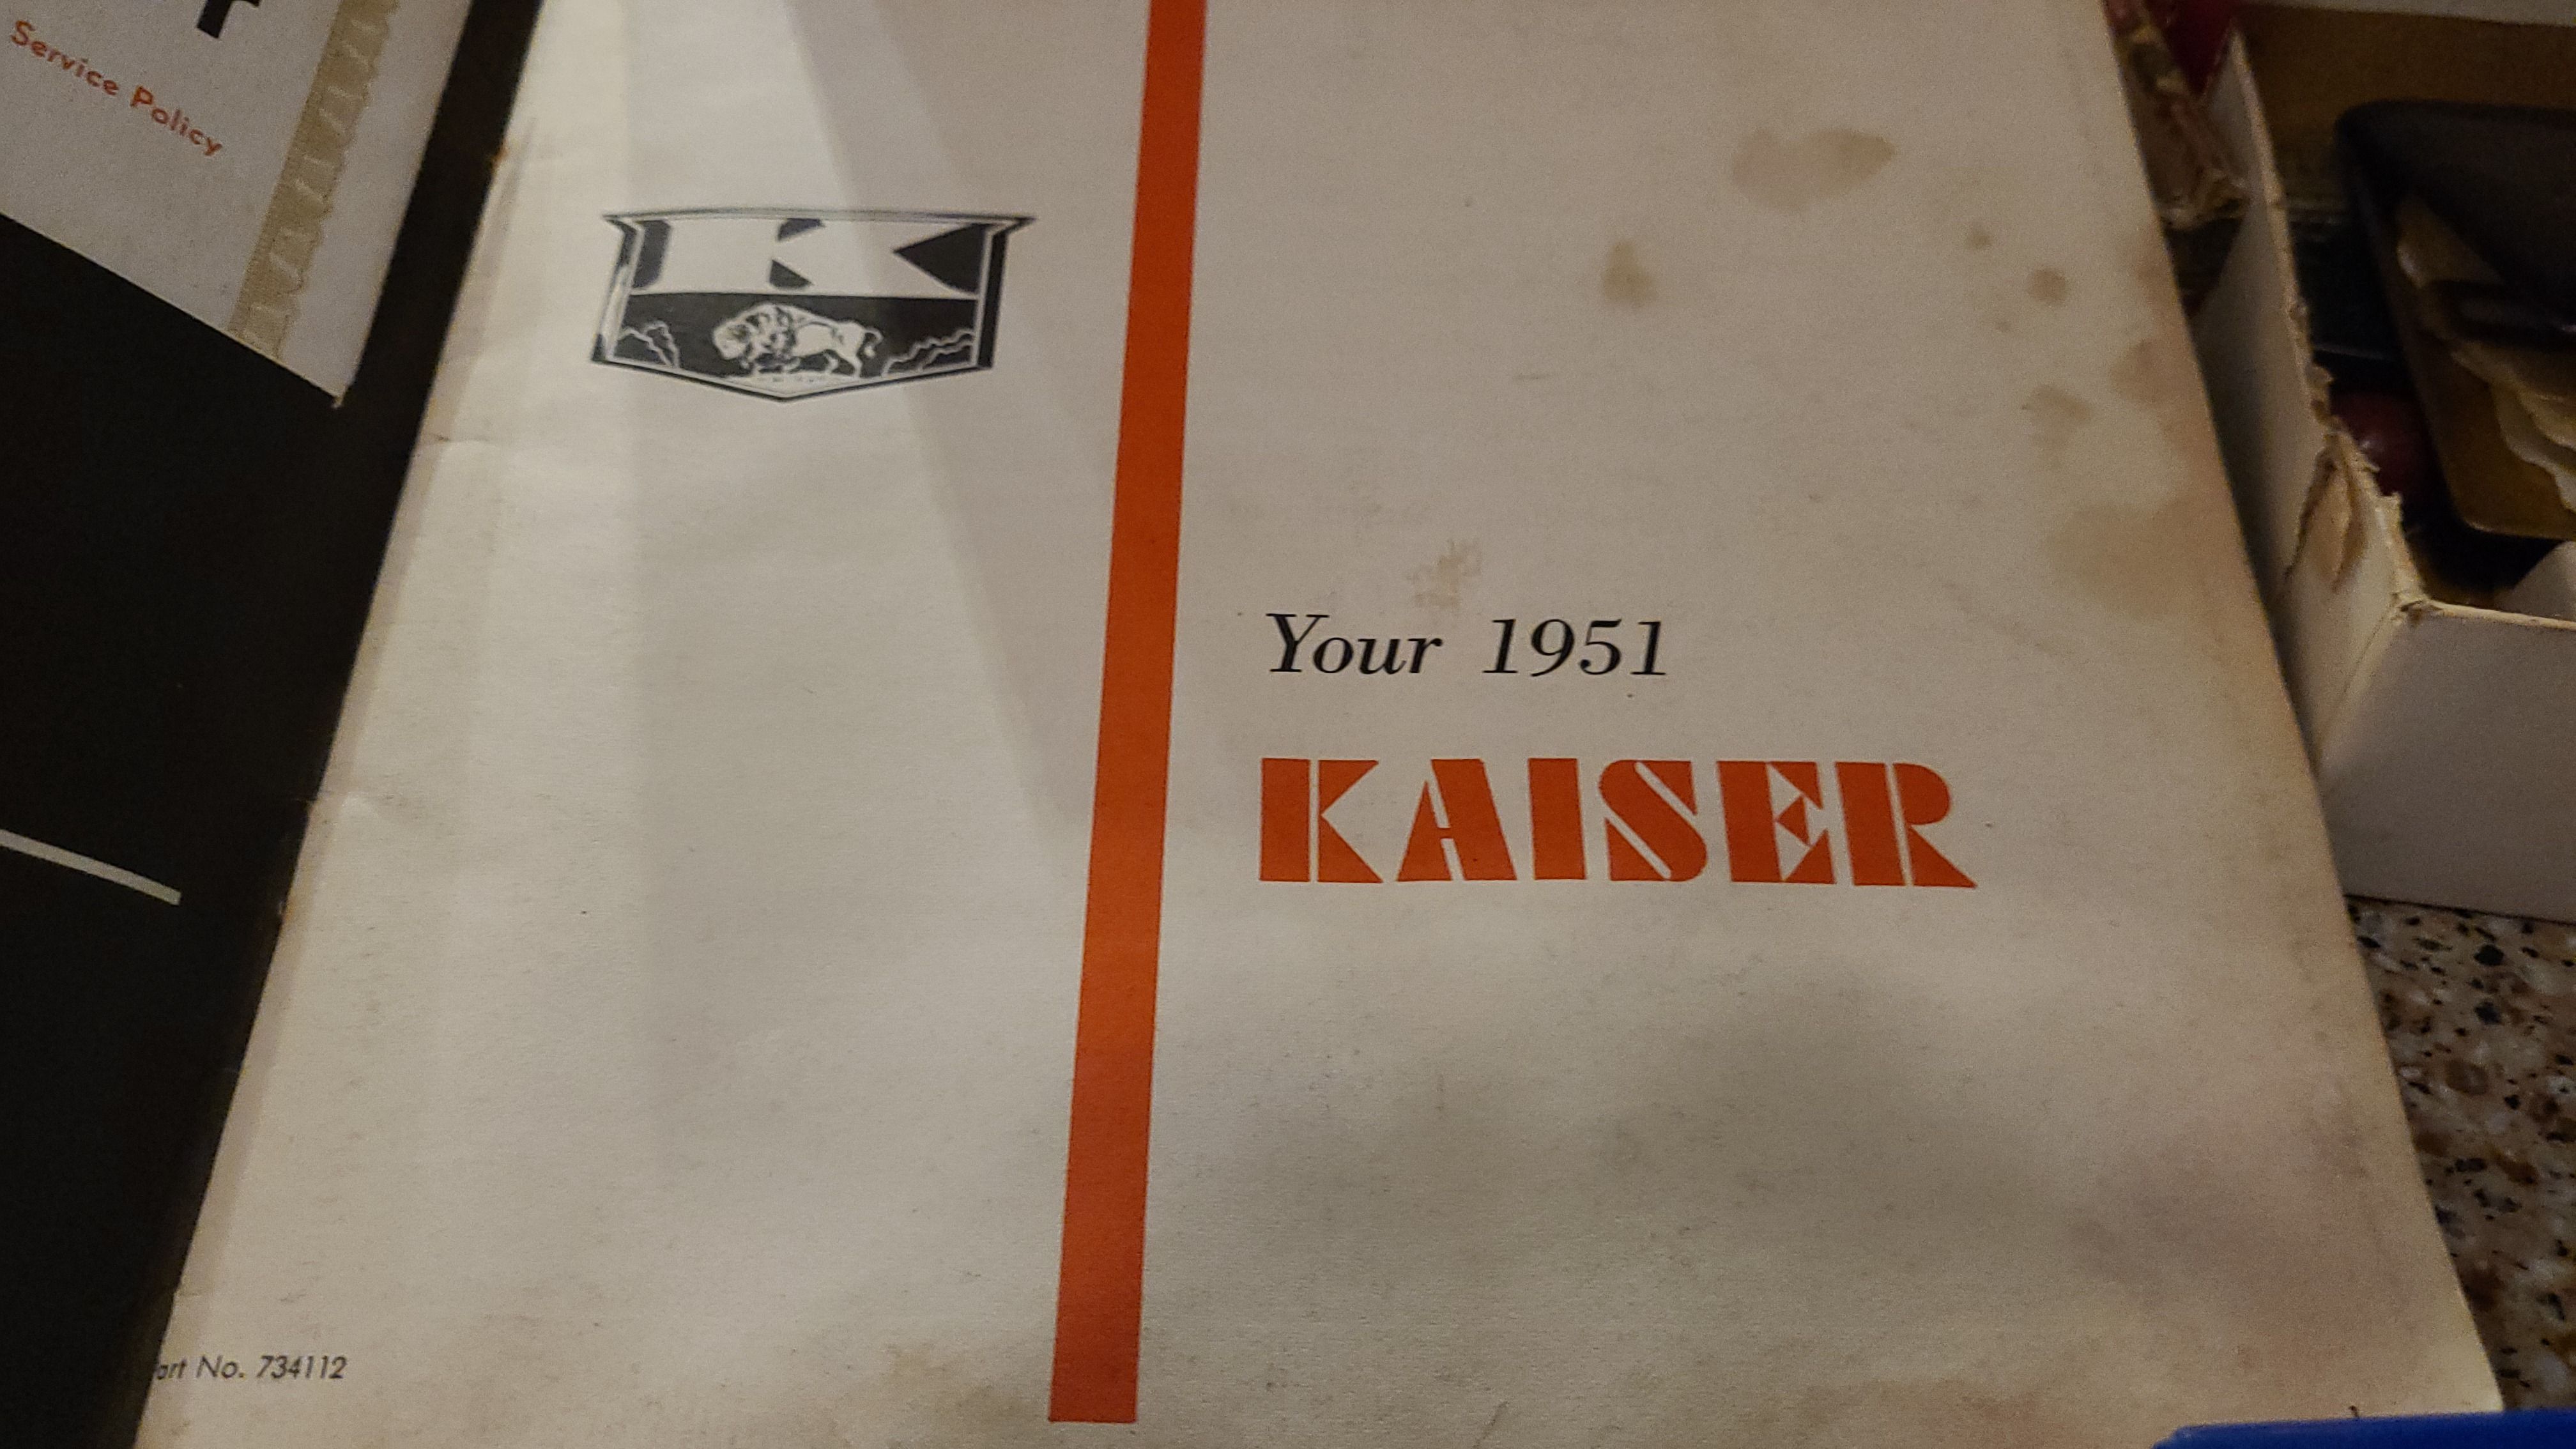 Service Policy
K
Your 1951
KAISER
art No. 734112